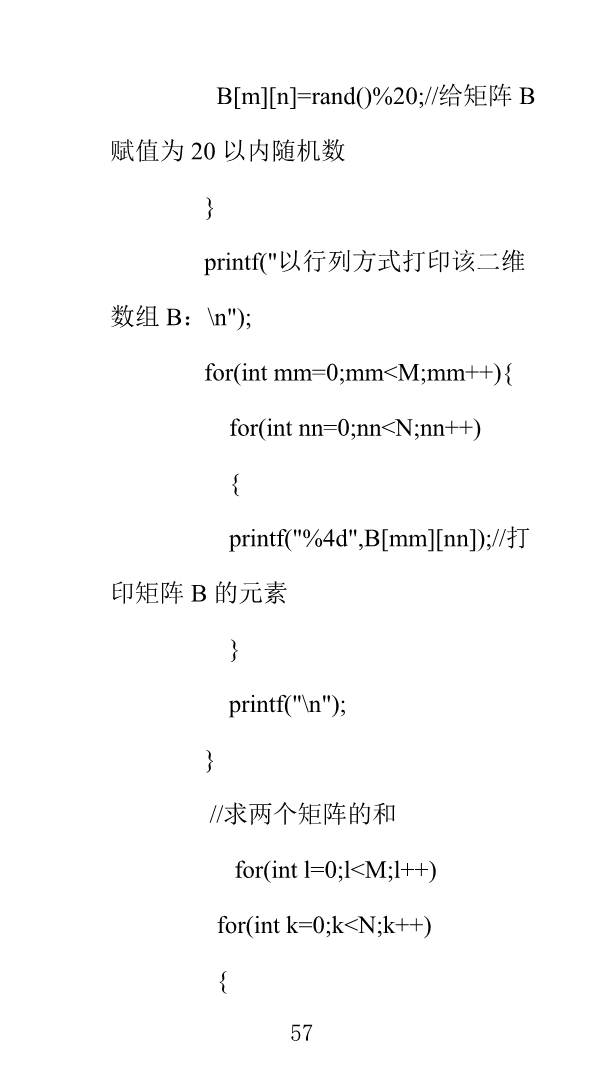 B[m][n]=rand()%20;//给矩阵 B
赋值为 20 以内随机数
}
printf("以行列方式打印该二维
数组 B：\n");
for(int mm=0;mm<M;mm++){
for(int nn=0;nn<N;nn++)
{
printf("%4d",B[mm][nn]);//打
印矩阵 B 的元素
}
printf("\n");
}
//求两个矩阵的和
for(int l=0;l<M;l++)
for(int k=0;k<N;k++)
{
57